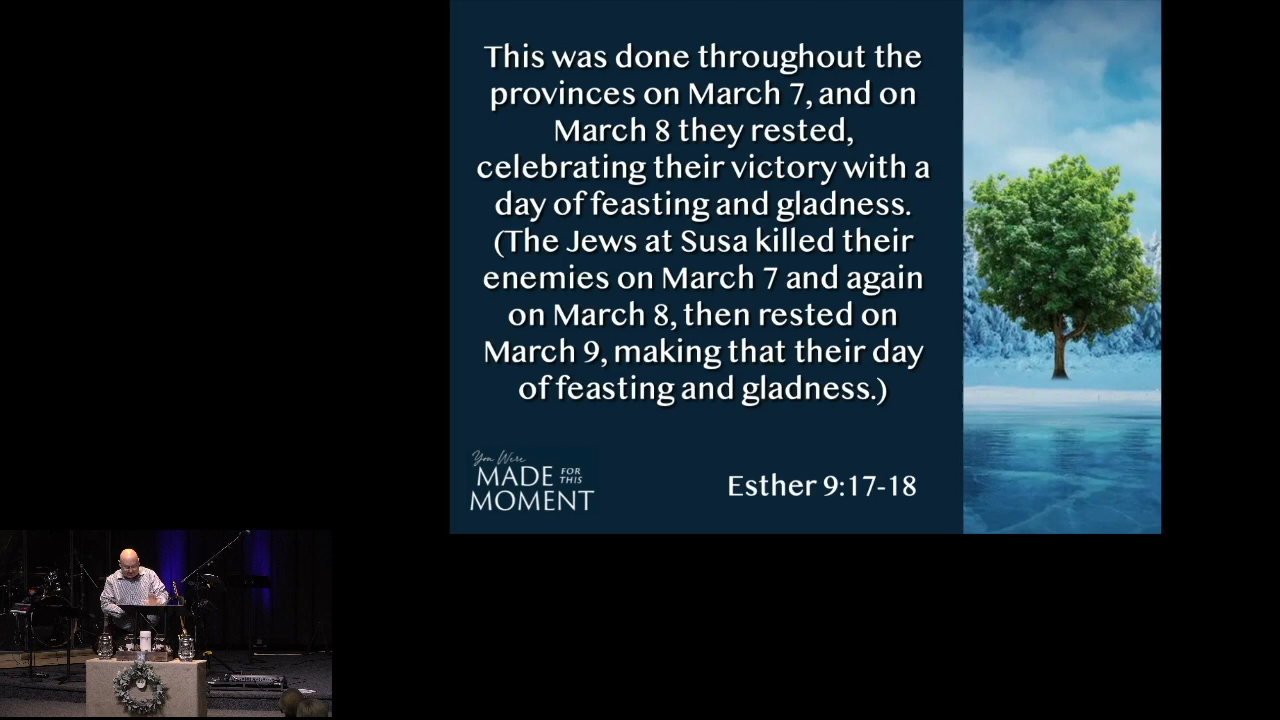 This was done throughout the
provinces on March 7, and on
March 8 they rested,
celebrating their victory with a
day of feasting and gladness.
(The Jews at Susa killed their
enemies on March 7 and again
on March 8, then rested on
March 9, making that their day
of feasting and gladness.)
You Were
MADE FOR THIS
MOMENT
Esther 9:17-18